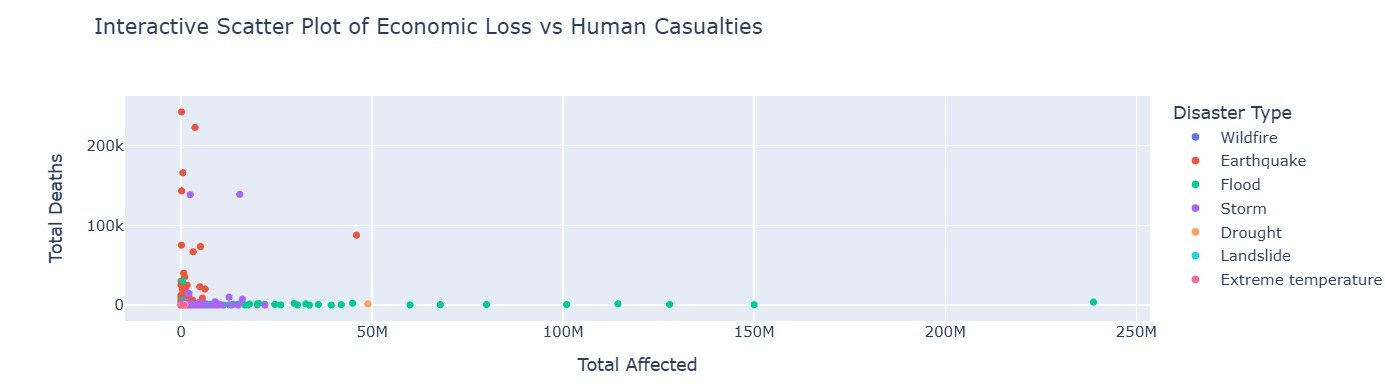 Interactive Scatter Plot of Economic Loss vs Human Casualties
Disaster Type
Wildfire
Earthquake
Flood
Storm
Drought
Landslide
Extreme temperature
Total Deaths
200k
100k
0
0
50M
100M
150M
200M
250M
Total Affected